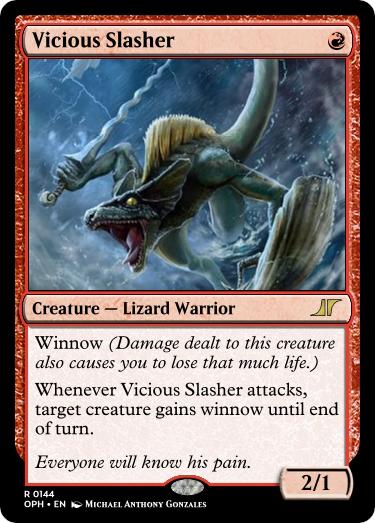 Vicious Slasher
Creature — Lizard Warrior
Winnow (Damage dealt to this creature
also causes you to lose that much life.)
Whenever Vicious Slasher attacks,
target creature gains winnow until end
of turn.
Everyone will know his pain.
2/1
R 0144
OPH • EN Michael Anthony Gonzales